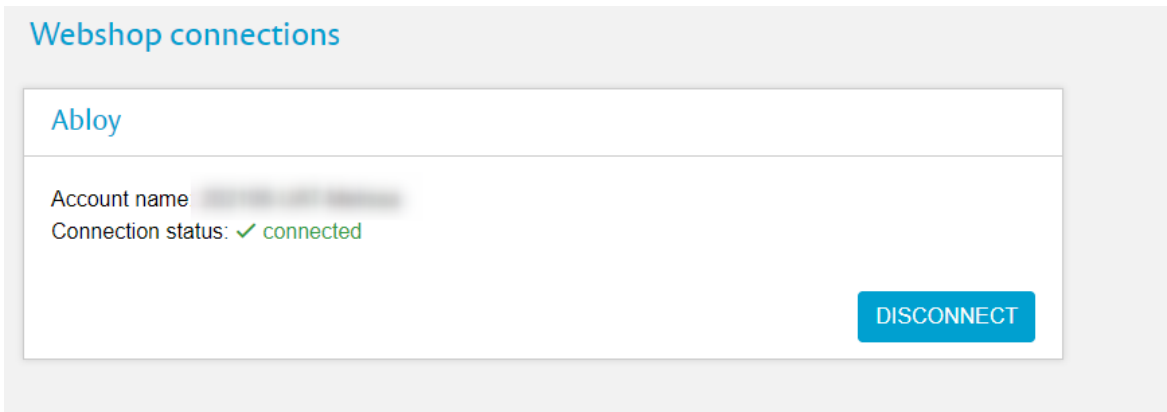 Webshop connections
Abloy
Account name
Connection status: ✓ connected
DISCONNECT